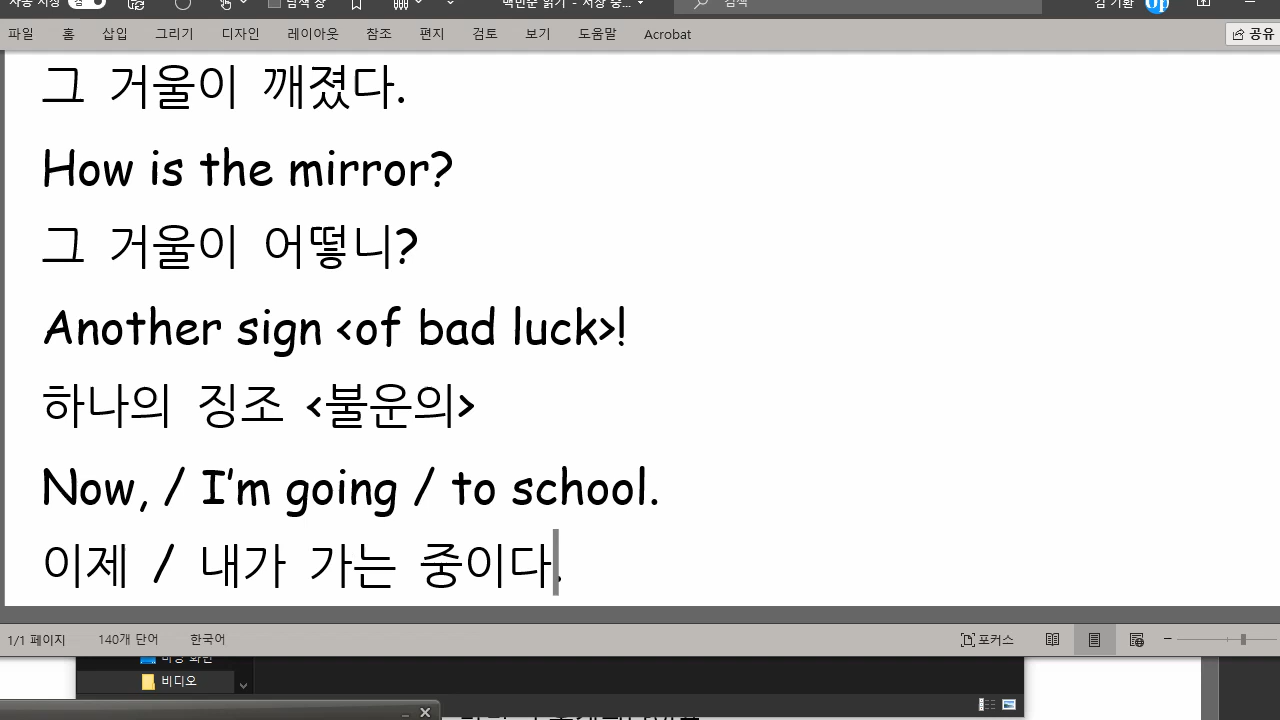 파일 홈 삽입 그리기 디자인 레이아웃 참조 편지 검토 보기 도움말 Acrobat 공유
그 거울이 깨졌다.
How is the mirror?
그 거울이 어떻니?
Another sign <of bad luck>!
하나의 징조 <불운의>
Now, / I'm going / to school.
이제 / 내가 가는 중이다.
1/1 페이지 140개 단어 한국어 포커스
비디오